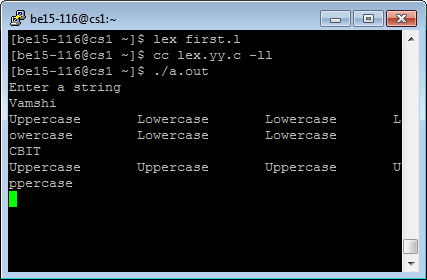 be15-116@cs1:~
[be15-116@cs1 ~]$ lex first.l
[be15-116@cs1 ~]$ cc lex.yy.c -ll
[be15-116@cs1 ~]$ ./a.out
Enter a string
Vamshi
Uppercase       Lowercase       Lowercase       L
owercase        Lowercase       Lowercase
CBIT
Uppercase       Uppercase       Uppercase       U
ppercase